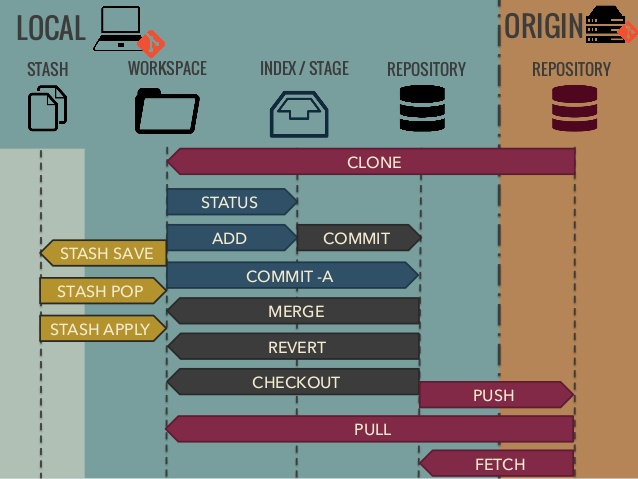 LOCAL
ORIGIN
STASH
WORKSPACE
INDEX / STAGE
REPOSITORY
REPOSITORY
CLONE
STATUS
ADD
COMMIT
STASH SAVE
COMMIT -A
STASH POP
MERGE
STASH APPLY
REVERT
CHECKOUT
PUSH
PULL
FETCH